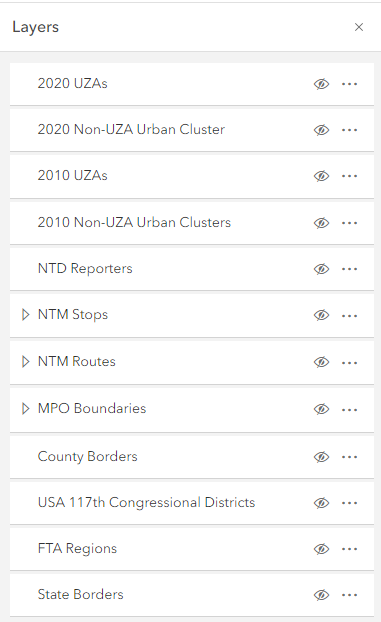 Layers
2020 UZAs
2020 Non-UZA Urban Cluster
2010 UZAs
2010 Non-UZA Urban Clusters
NTD Reporters
NTM Stops
NTM Routes
MPO Boundaries
County Borders
USA 117th Congressional Districts
FTA Regions
State Borders